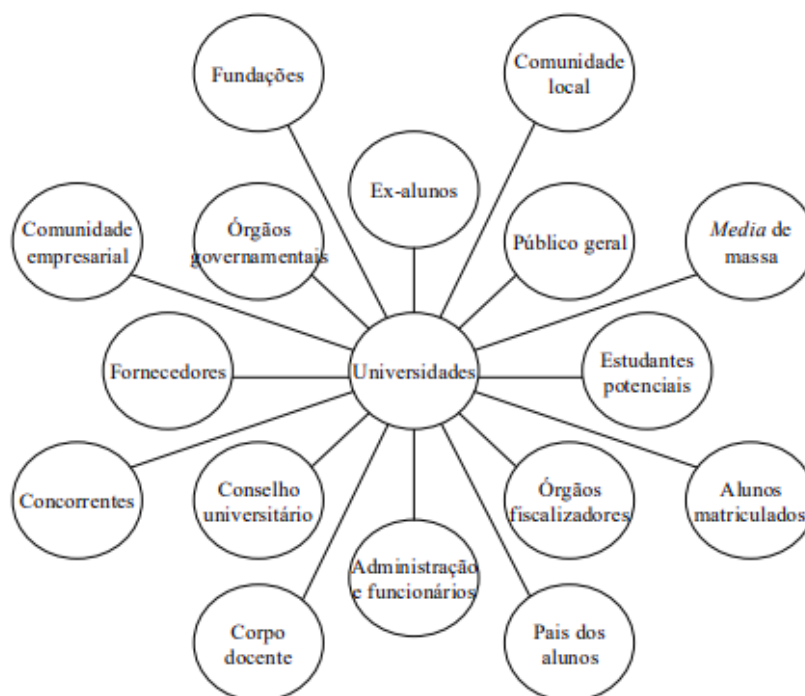 Fundações
Comunidade
local
Ex-alunos
Comunidade
empresarial
Órgãos
governamentais
Público geral
Media de
massa
Fornecedores
Universidades
Estudantes
potenciais
Concorrentes
Conselho
universitário
Órgãos
fiscalizadores
Alunos
matriculados
Administração
e funcionários
Corpo
docente
Pais dos
alunos